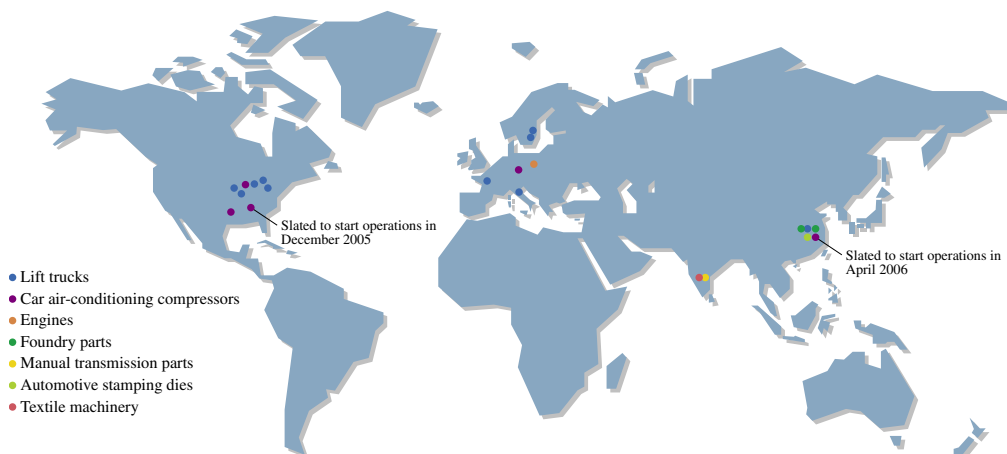 Slated to start operations in
December 2005
Slated to start operations in
April 2006
Lift trucks
Car air-conditioning compressors
Engines
Foundry parts
Manual transmission parts
Automotive stamping dies
Textile machinery